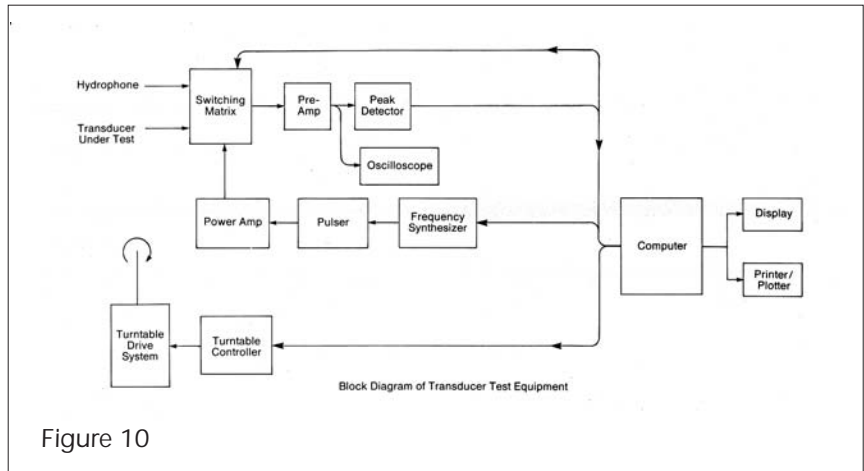 Hydrophone
Transducer
Under Test
Switching
Matrix
Pre-
Amp
Peak
Detector
Oscilloscope
Power Amp
Pulser
Frequency
Synthesizer
Computer
Display
Printer/
Plotter
Turntable
Drive
System
Turntable
Controller
Block Diagram of Transducer Test Equipment
Figure 10